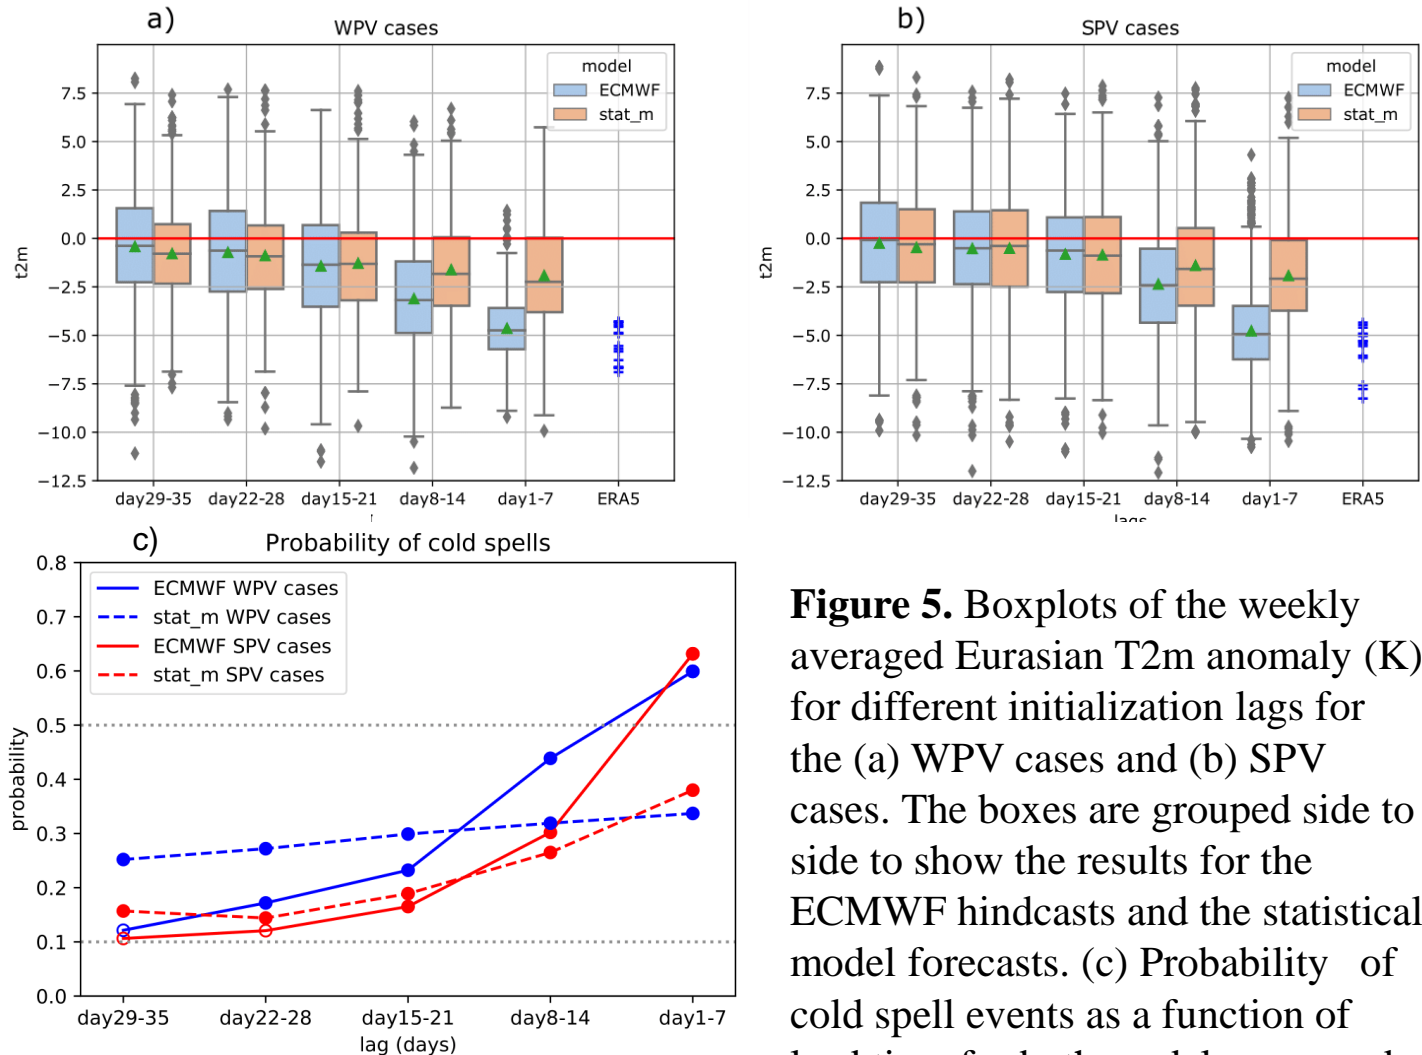 a)
WPV cases
model
ECMWF
stat_m
t2m
7.5
5.0
2.5
0.0
−2.5
−5.0
−7.5
−10.0
−12.5
day29-35 day22-28 day15-21 day8-14 day1-7 ERA5
b)
SPV cases
model
ECMWF
stat_m
t2m
7.5
5.0
2.5
0.0
−2.5
−5.0
−7.5
−10.0
−12.5
day29-35 day22-28 day15-21 day8-14 day1-7 ERA5
lags
c)
Probability of cold spells
ECMWF WPV cases
stat_m WPV cases
ECMWF SPV cases
stat_m SPV cases
probability
0.8
0.7
0.6
0.5
0.4
0.3
0.2
0.1
0.0
day29-35 day22-28 day15-21 day8-14 day1-7
lag (days)
Figure 5. Boxplots of the weekly
averaged Eurasian T2m anomaly (K)
for different initialization lags for
the (a) WPV cases and (b) SPV
cases. The boxes are grouped side to
side to show the results for the
ECMWF hindcasts and the statistical
model forecasts. (c) Probability of
cold spell events as a function of